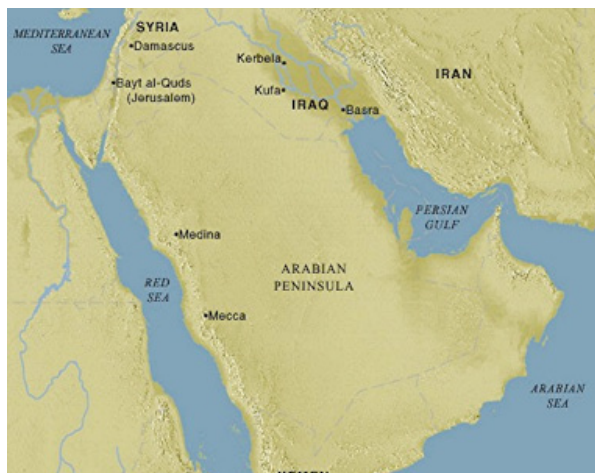 MEDITERRANEAN
SEA
SYRIA
Damascus
Bayt al-Quds
(Jerusalem)
Kerbela
Kufa
IRAQ
Basra
IRAN
PERSIAN
GULF
Medina
ARABIAN
PENINSULA
RED
SEA
Mecca
ARABIAN
SEA